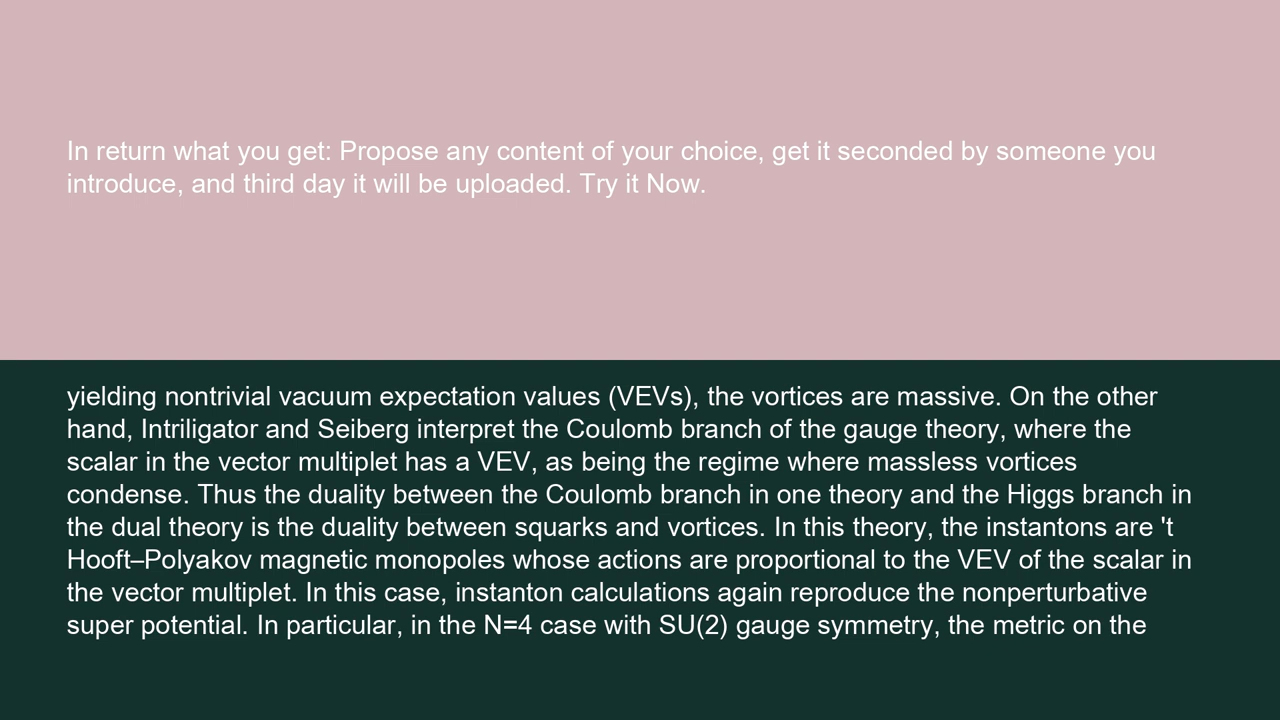 In return what you get: Propose any content of your choice, get it seconded by someone you
introduce, and third day it will be uploaded. Try it Now.
yielding nontrivial vacuum expectation values (VEVs), the vortices are massive. On the other
hand, Intriligator and Seiberg interpret the Coulomb branch of the gauge theory, where the
scalar in the vector multiplet has a VEV, as being the regime where massless vortices
condense. Thus the duality between the Coulomb branch in one theory and the Higgs branch in
the dual theory is the duality between squarks and vortices. In this theory, the instantons are 't
Hooft–Polyakov magnetic monopoles whose actions are proportional to the VEV of the scalar in
the vector multiplet. In this case, instanton calculations again reproduce the nonperturbative
super potential. In particular, in the N=4 case with SU(2) gauge symmetry, the metric on the